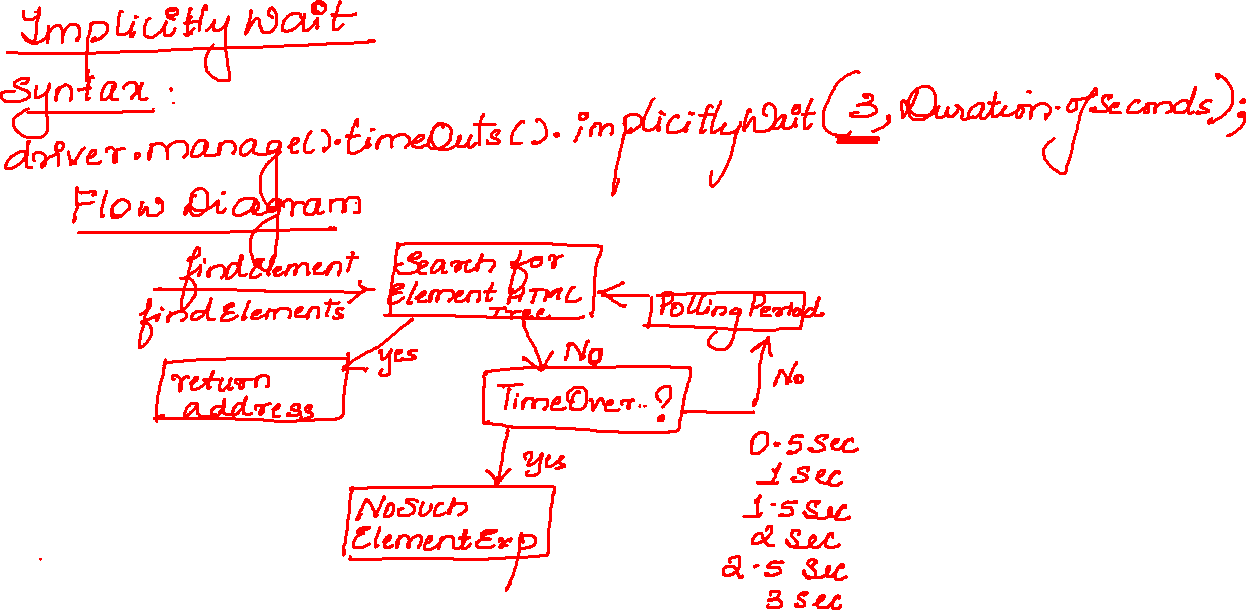 Implicitly Wait
Syntax :
driver.manage().timeOuts().implicitlyWait(3, Duration.ofseconds);
Flow Diagram
findElement
findElements
Search for
Element HTML
Tree
Polling Period
yes
No
No
return
address
TimeOver..?
yes
NoSuch
ElementExp
0.5 sec
1 sec
1.5 sec
2 sec
2.5 sec
3 sec